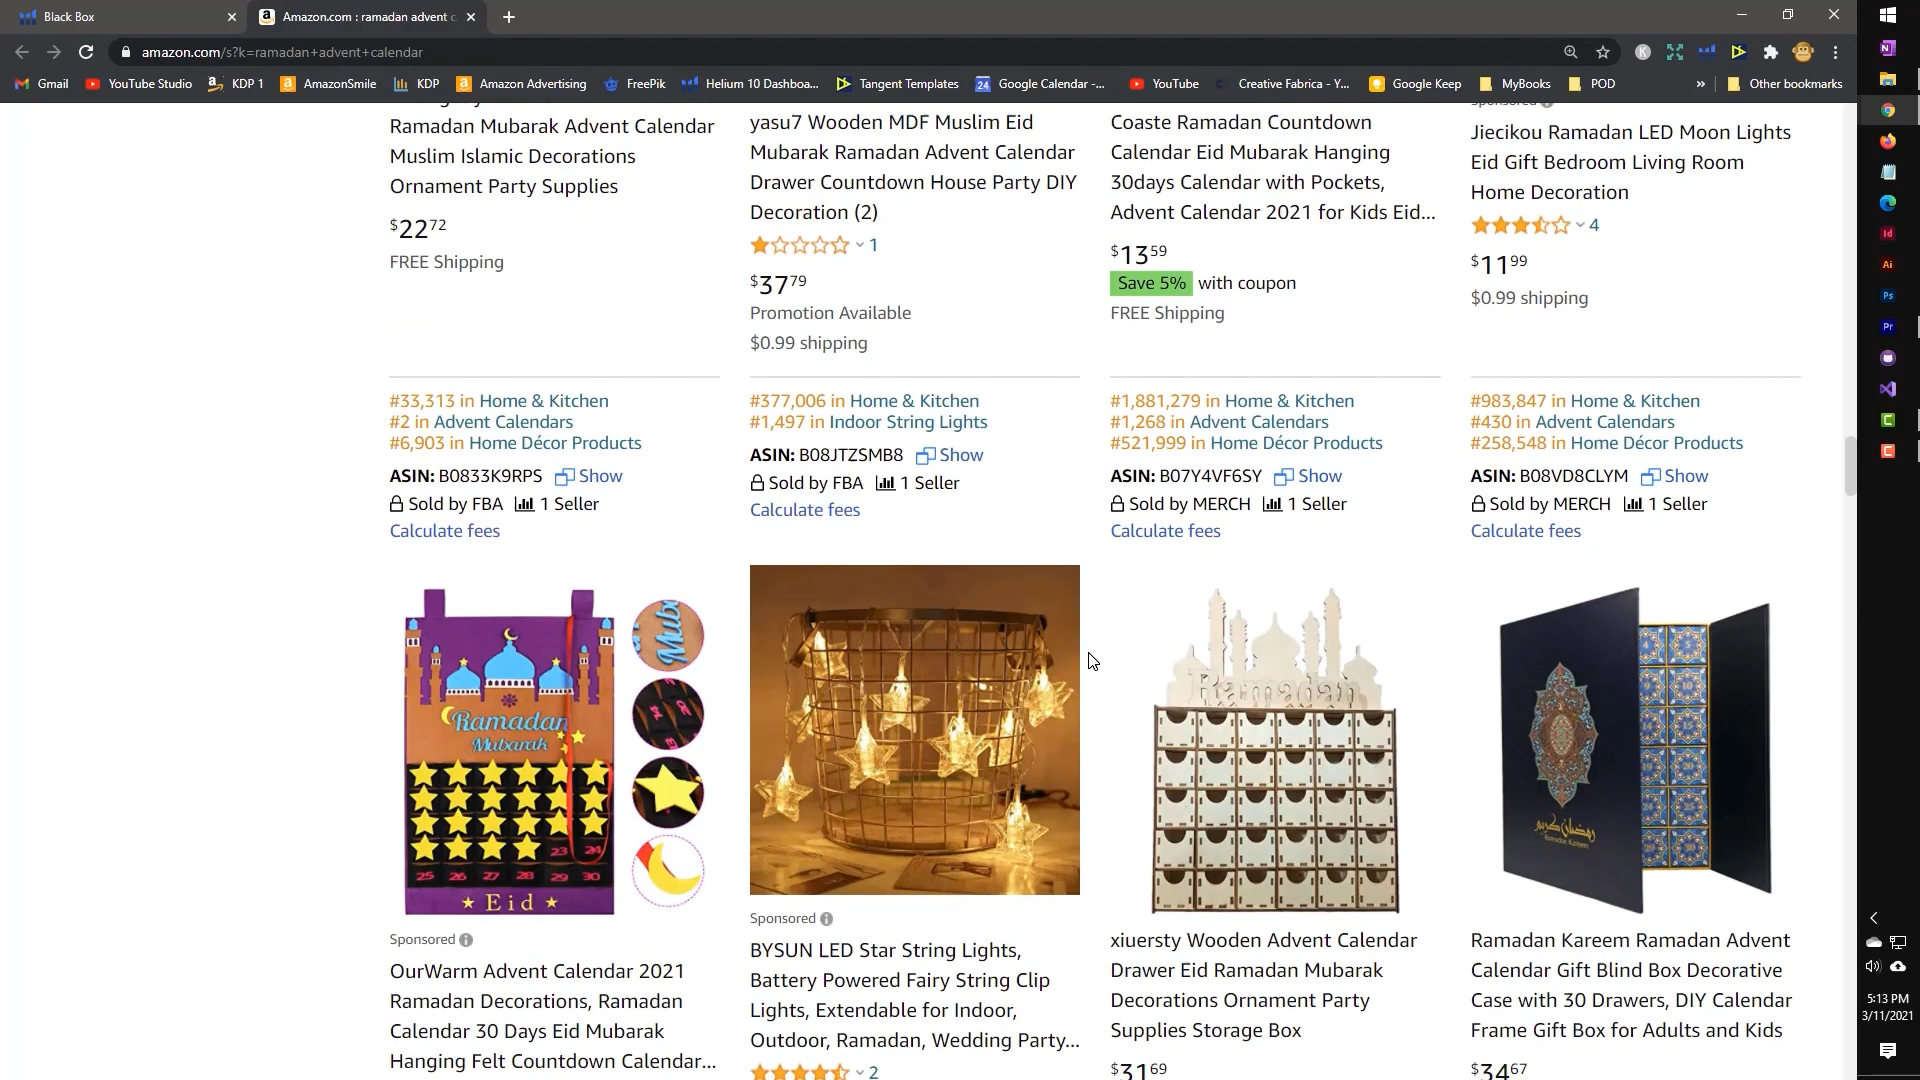 Black Box
Amazon.com : ramadan advent c
amazon.com/s?k=ramadan+advent+calendar
Gmail
YouTube Studio
KDP 1
AmazonSmile
KDP
Amazon Advertising
FreePik
Helium 10 Dashboa...
Tangent Templates
Google Calendar -...
YouTube
Creative Fabrica - Y...
Google Keep
MyBooks
POD
»
Other bookmarks
Ramadan Mubarak Advent Calendar
Muslim Islamic Decorations
Ornament Party Supplies
$22 72
FREE Shipping
#33,313 in Home & Kitchen
#2 in Advent Calendars
#6,903 in Home Décor Products
ASIN: B0833K9RPS Show
Sold by FBA 1 Seller
Calculate fees
yasu7 Wooden MDF Muslim Eid
Mubarak Ramadan Advent Calendar
Drawer Countdown House Party DIY
Decoration (2)
1
$37 79
Promotion Available
$0.99 shipping
#377,006 in Home & Kitchen
#1,497 in Indoor String Lights
ASIN: B08JTZSMB8 Show
Sold by FBA 1 Seller
Calculate fees
Coaste Ramadan Countdown
Calendar Eid Mubarak Hanging
30days Calendar with Pockets,
Advent Calendar 2021 for Kids Eid...
$13 59
Save 5% with coupon
FREE Shipping
#1,881,279 in Home & Kitchen
#1,268 in Advent Calendars
#521,999 in Home Décor Products
ASIN: B07Y4VF6SY Show
Sold by MERCH 1 Seller
Calculate fees
Sponsored
Jiecikou Ramadan LED Moon Lights
Eid Gift Bedroom Living Room
Home Decoration
4
$11 99
$0.99 shipping
#983,847 in Home & Kitchen
#430 in Advent Calendars
#258,548 in Home Décor Products
ASIN: B08VD8CLYM Show
Sold by MERCH 1 Seller
Calculate fees
Ramadan
Mubarak
23 24
25 26 27 28 29 30
Eid
Sponsored
OurWarm Advent Calendar 2021
Ramadan Decorations, Ramadan
Calendar 30 Days Eid Mubarak
Hanging Felt Countdown Calendar...
Sponsored
BYSUN LED Star String Lights,
Battery Powered Fairy String Clip
Lights, Extendable for Indoor,
Outdoor, Ramadan, Wedding Party...
2
Ramadan
xiuersty Wooden Advent Calendar
Drawer Eid Ramadan Mubarak
Decorations Ornament Party
Supplies Storage Box
$31 69
رمضان كريم
Ramadan Kareem
Ramadan Kareem Ramadan Advent
Calendar Gift Blind Box Decorative
Case with 30 Drawers, DIY Calendar
Frame Gift Box for Adults and Kids
$34 67
5:13 PM
3/11/2021